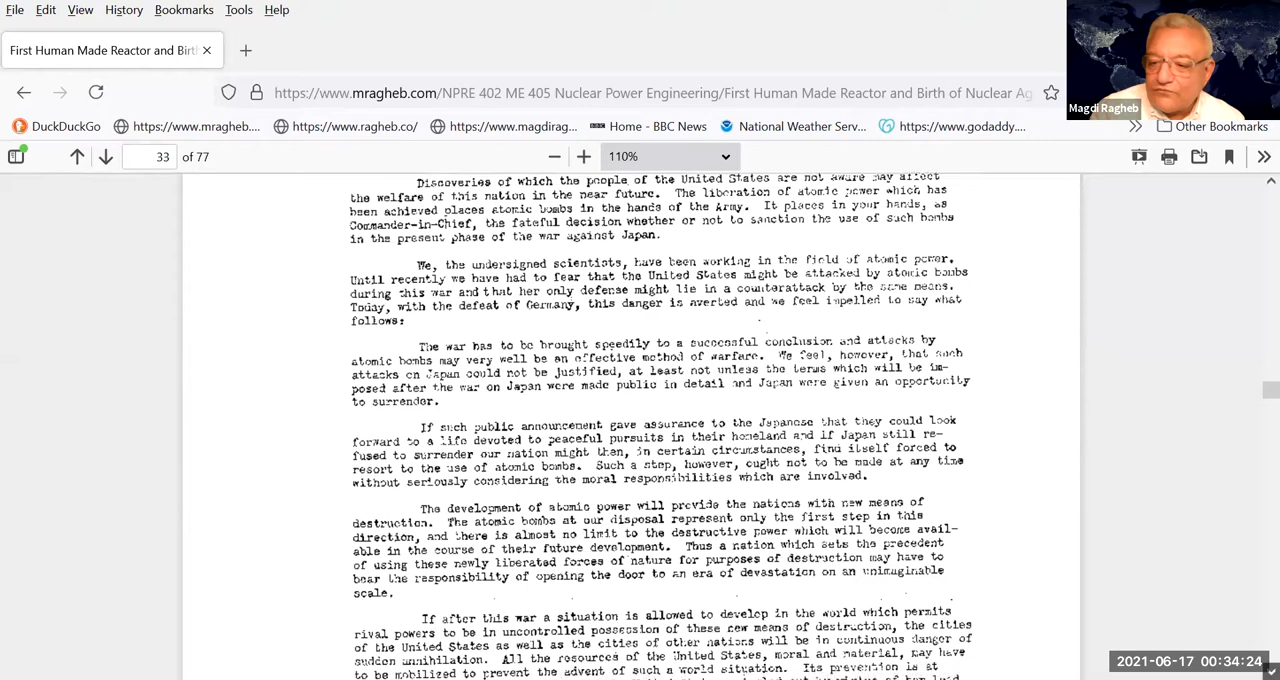 File Edit View History Bookmarks Tools Help
First Human Made Reactor and Birt
https://www.mragheb.com/NPRE 402 ME 405 Nuclear Power Engineering/First Human Made Reactor and Birth of Nuclear Ag
Magdi Ragheb
DuckDuckGo https://www.mragheb.... https://www.ragheb.co/ https://www.magdirag... BBC Home - BBC News National Weather Serv... https://www.godaddy.... Other Bookmarks
33 of 77 110%
Discoveries of which the people of the United States are not aware may affect
the welfare of this nation in the near future. The liberation of atomic power which has
been achieved places atomic bombs in the hands of the Army. It places in your hands, as
Commander-in-Chief, the fateful decision whether or not to sanction the use of such bombs
in the present phase of the war against Japan.
We, the undersigned scientists, have been working in the field of atomic power.
Until recently we have had to fear that the United States might be attacked by atomic bombs
during this war and that her only defense might lie in a counterattack by the same means.
Today, with the defeat of Germany, this danger is averted and we feel impelled to say what
follows:
The war has to be brought speedily to a successful conclusion and attacks by
atomic bombs may very well be an effective method of warfare. We feel, however, that such
attacks on Japan could not be justified, at least not unless the terms which will be im-
posed after the war on Japan were made public in detail and Japan were given an opportunity
to surrender.
If such public announcement gave assurance to the Japanese that they could look
forward to a life devoted to peaceful pursuits in their homeland and if Japan still re-
fused to surrender our nation might then, in certain circumstances, find itself forced to
resort to the use of atomic bombs. Such a step, however, ought not to be made at any time
without seriously considering the moral responsibilities which are involved.
The development of atomic power will provide the nations with new means of
destruction. The atomic bombs at our disposal represent only the first step in this
direction, and there is almost no limit to the destructive power which will become avail-
able in the course of their future development. Thus a nation which sets the precedent
of using these newly liberated forces of nature for purposes of destruction may have to
bear the responsibility of opening the door to an era of devastation on an unimaginable
scale.
If after this war a situation is allowed to develop in the world which permits
rival powers to be in uncontrolled possession of these new means of destruction, the cities
of the United States as well as the cities of other nations will be in continuous danger of
sudden annihilation. All the resources of the United States, moral and material, may have
to be mobilized to prevent the advent of such a world situation. Its prevention is at
2021-06-17 00:34:24